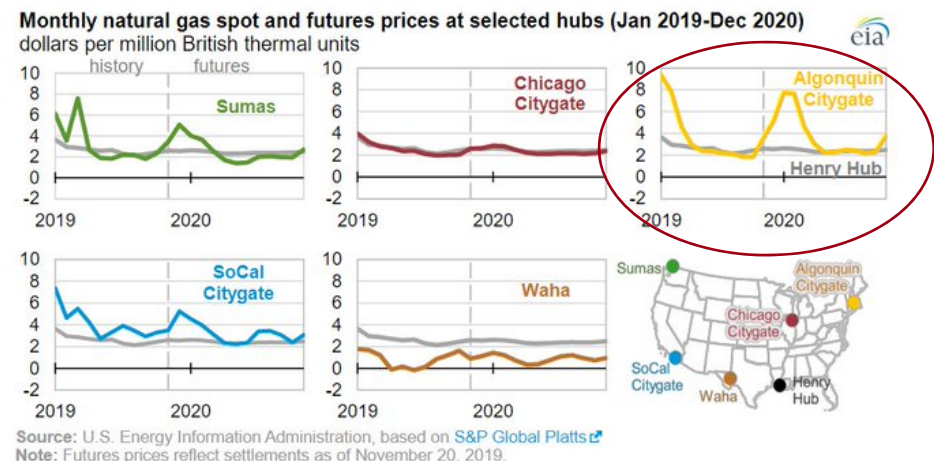 Monthly natural gas spot and futures prices at selected hubs (Jan 2019-Dec 2020)
dollars per million British thermal units
eia
10
8
6
4
2
0
-2
history
futures
Sumas
2019
2020
10
8
6
4
2
0
-2
Chicago
Citygate
2019
2020
10
8
6
4
2
0
-2
Algonquin
Citygate
Henry Hub
2019
2020
10
8
6
4
2
0
-2
SoCal
Citygate
2019
2020
10
8
6
4
2
0
-2
Waha
2019
2020
Sumas
Algonquin
Citygate
Chicago
Citygate
SoCal
Citygate
Waha
Henry
Hub
Source: U.S. Energy Information Administration, based on S&P Global Platts
Note: Futures prices reflect settlements as of November 20, 2019.